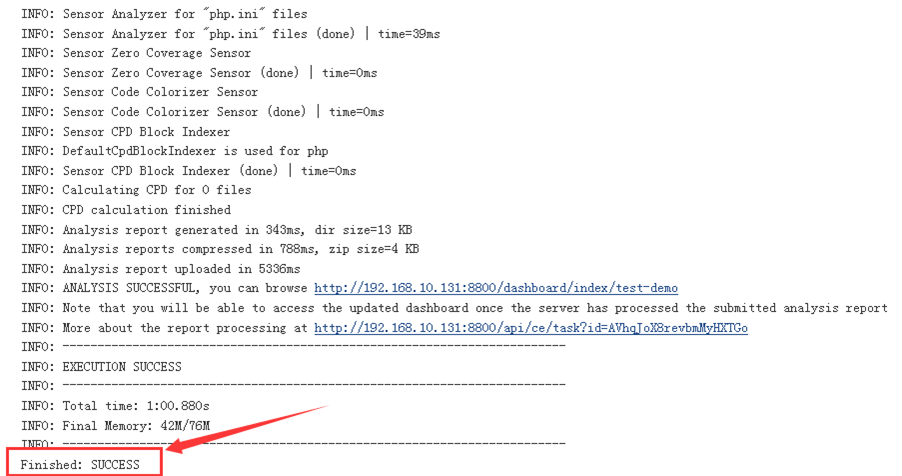 INFO: Sensor Analyzer for "php.ini" files
INFO: Sensor Analyzer for "php.ini" files (done) | time=39ms
INFO: Sensor Zero Coverage Sensor
INFO: Sensor Zero Coverage Sensor (done) | time=0ms
INFO: Sensor Code Colorizer Sensor
INFO: Sensor Code Colorizer Sensor (done) | time=0ms
INFO: Sensor CPD Block Indexer
INFO: DefaultCpdBlockIndexer is used for php
INFO: Sensor CPD Block Indexer (done) | time=0ms
INFO: Calculating CPD for 0 files
INFO: CPD calculation finished
INFO: Analysis report generated in 343ms, dir size=13 KB
INFO: Analysis reports compressed in 788ms, zip size=4 KB
INFO: Analysis report uploaded in 5336ms
INFO: ANALYSIS SUCCESSFUL, you can browse http://192.168.10.131:8800/dashboard/index/test-demo
INFO: Note that you will be able to access the updated dashboard once the server has processed the submitted analysis report
INFO: More about the report processing at http://192.168.10.131:8800/api/ce/task?id=AVhqJoX8revbmMyHXTGo
INFO: ------------------------------------------------------------------------
INFO: EXECUTION SUCCESS
INFO: ------------------------------------------------------------------------
INFO: Total time: 1:00.880s
INFO: Final Memory: 42M/76M
INFO: ------------------------------------------------------------------------
Finished: SUCCESS